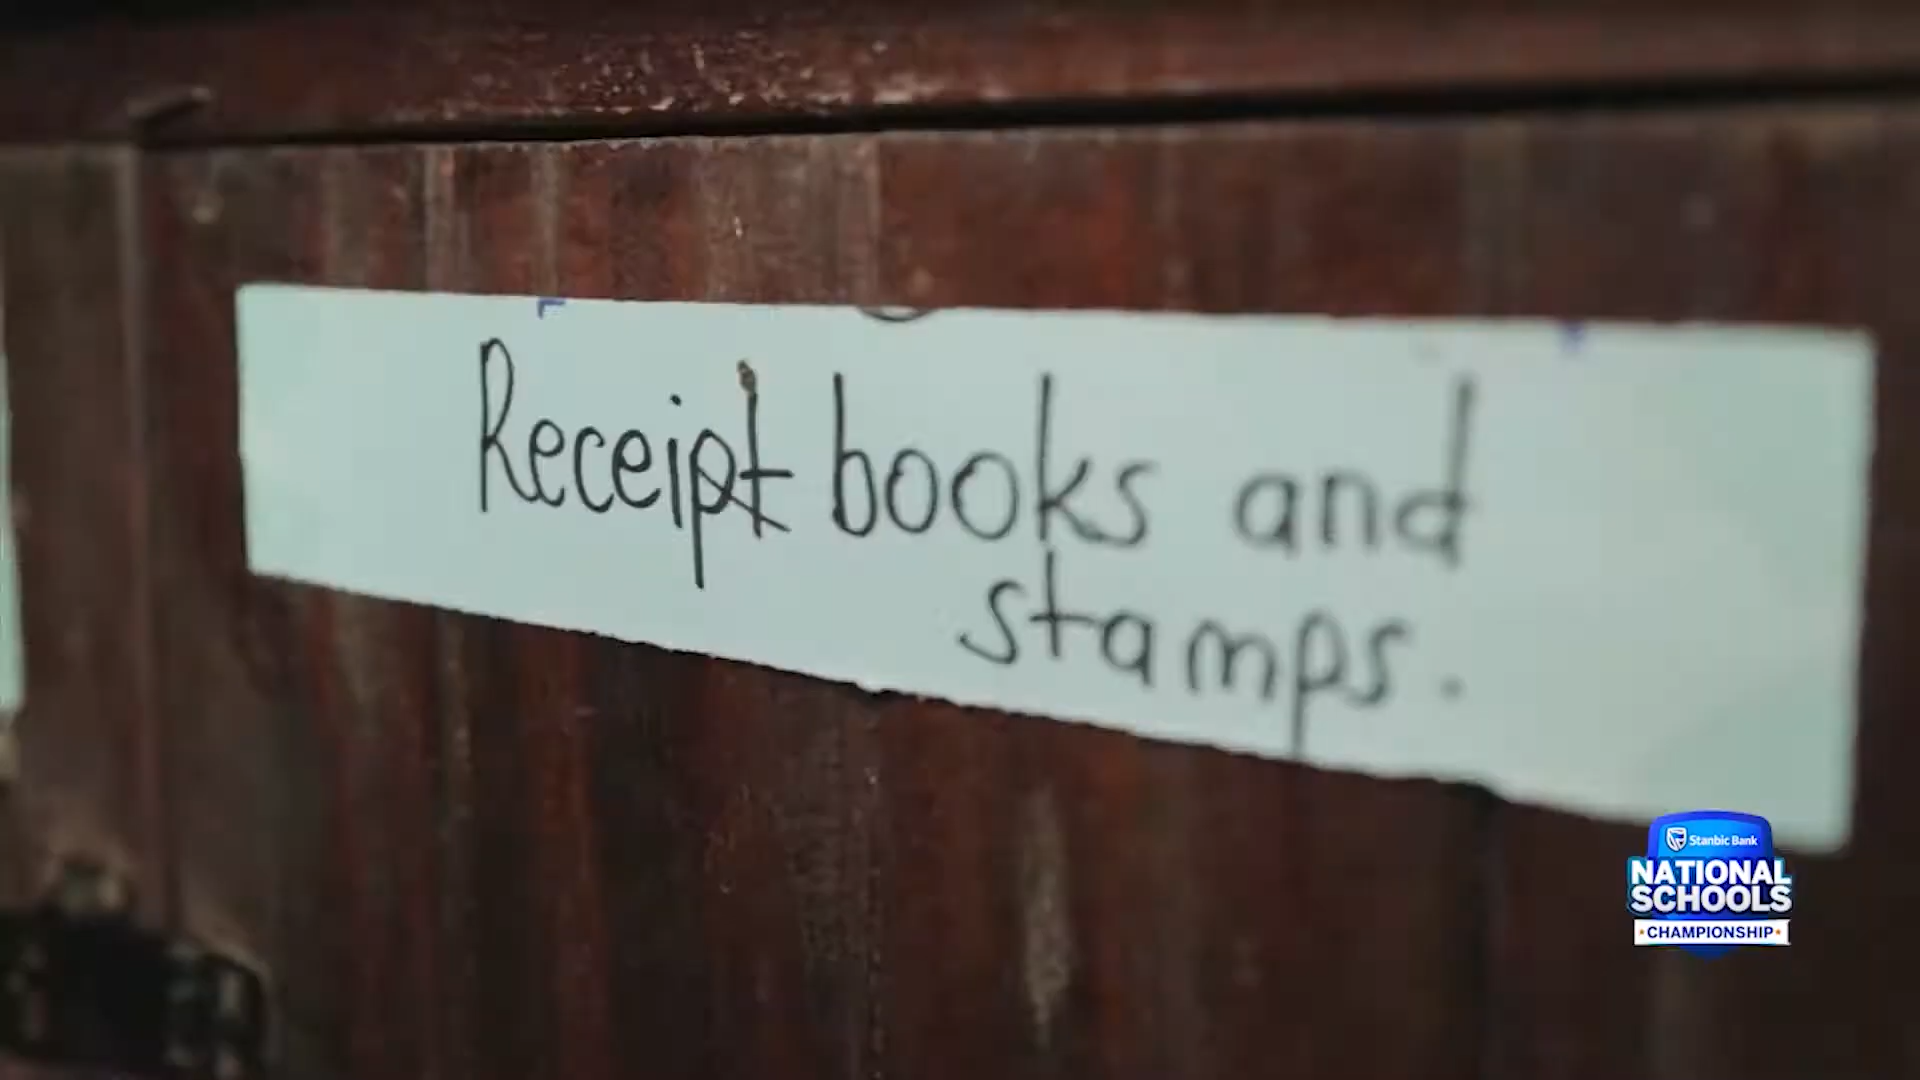 Receipt books and
stamps.
Stanbic Bank
NATIONAL
SCHOOLS
CHAMPIONSHIP